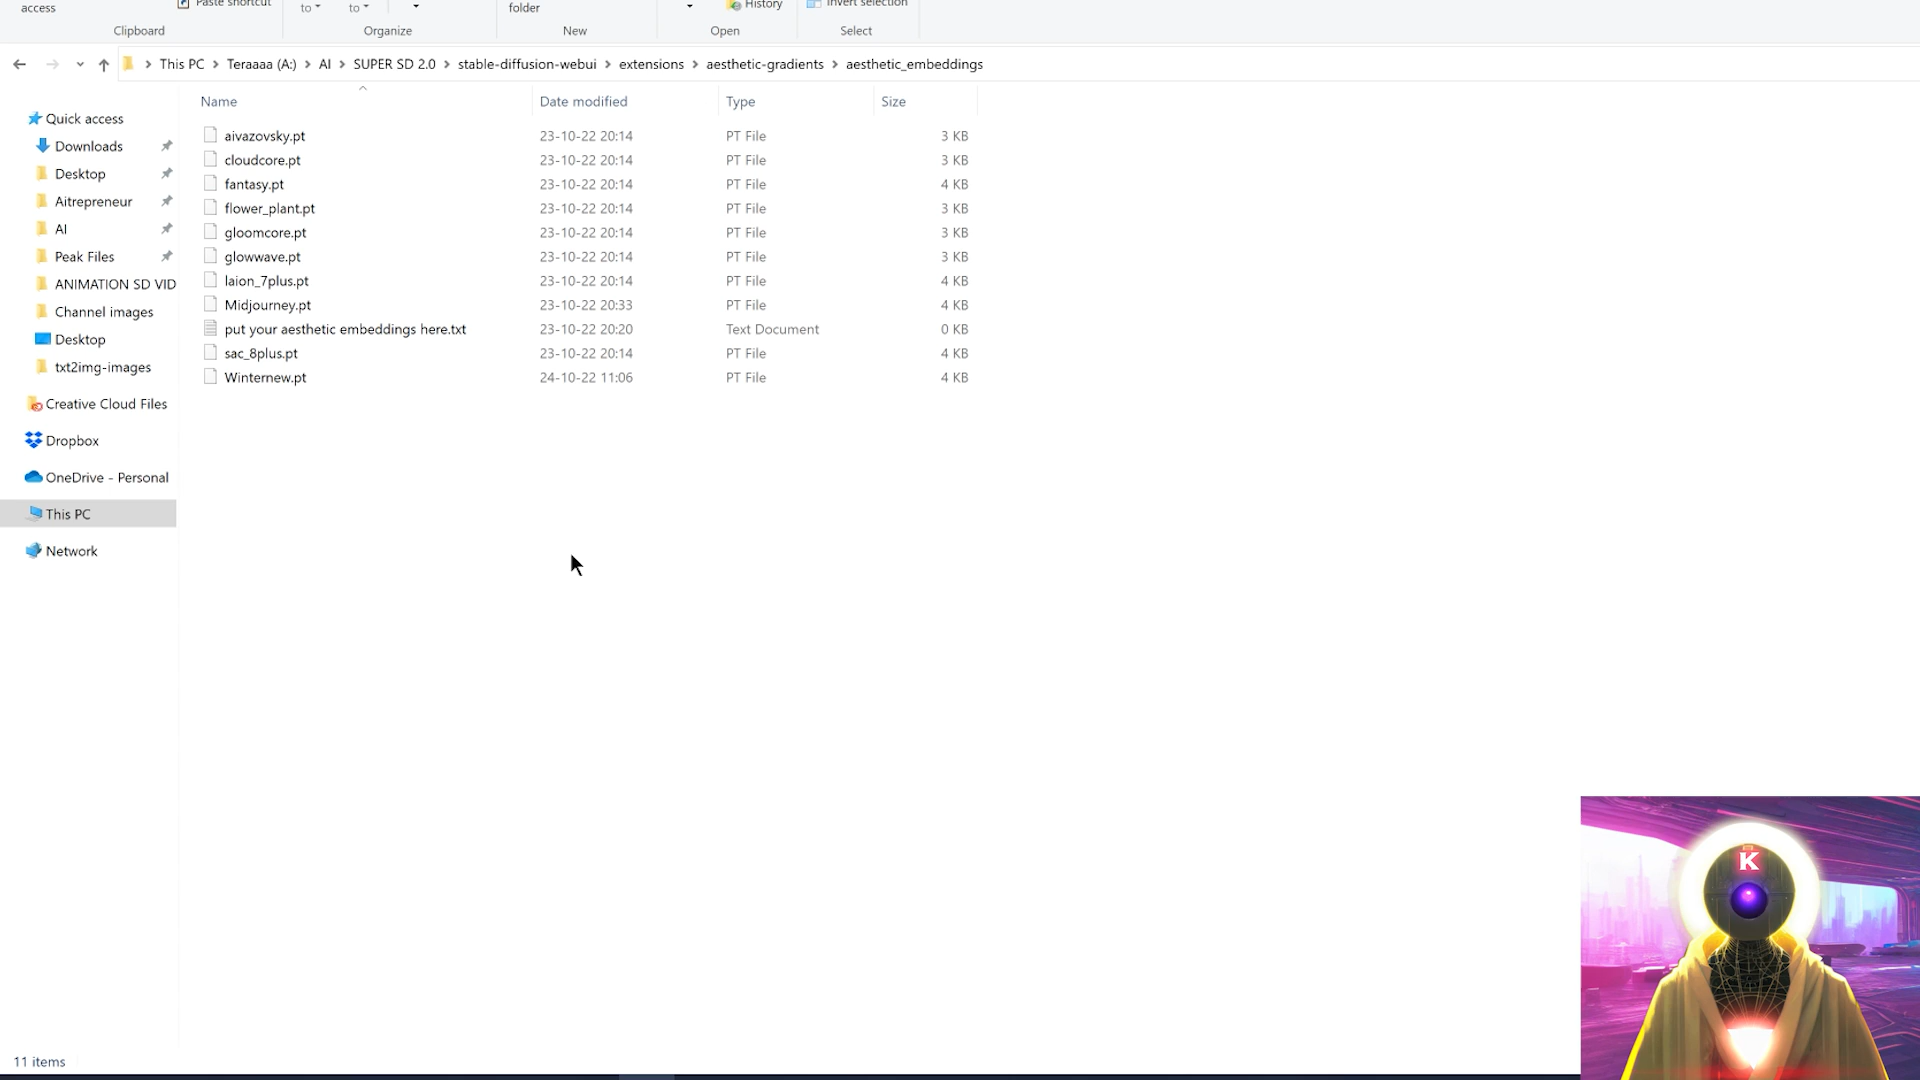 access
Paste shortcut
to
to
folder
History
Invert selection
Clipboard
Organize
New
Open
Select
This PC > Teraaaa (A:) > AI > SUPER SD 2.0 > stable-diffusion-webui > extensions > aesthetic-gradients > aesthetic_embeddings
Name Date modified Type Size
Quick access
Downloads
Desktop
Aitrepreneur
AI
Peak Files
ANIMATION SD VID
Channel images
Desktop
txt2img-images
Creative Cloud Files
Dropbox
OneDrive - Personal
This PC
Network
aivazovsky.pt 23-10-22 20:14 PT File 3 KB
cloudcore.pt 23-10-22 20:14 PT File 3 KB
fantasy.pt 23-10-22 20:14 PT File 4 KB
flower_plant.pt 23-10-22 20:14 PT File 3 KB
gloomcore.pt 23-10-22 20:14 PT File 3 KB
glowwave.pt 23-10-22 20:14 PT File 3 KB
laion_7plus.pt 23-10-22 20:14 PT File 4 KB
Midjourney.pt 23-10-22 20:33 PT File 4 KB
put your aesthetic embeddings here.txt 23-10-22 20:20 Text Document 0 KB
sac_8plus.pt 23-10-22 20:14 PT File 4 KB
Winternew.pt 24-10-22 11:06 PT File 4 KB
K
11 items